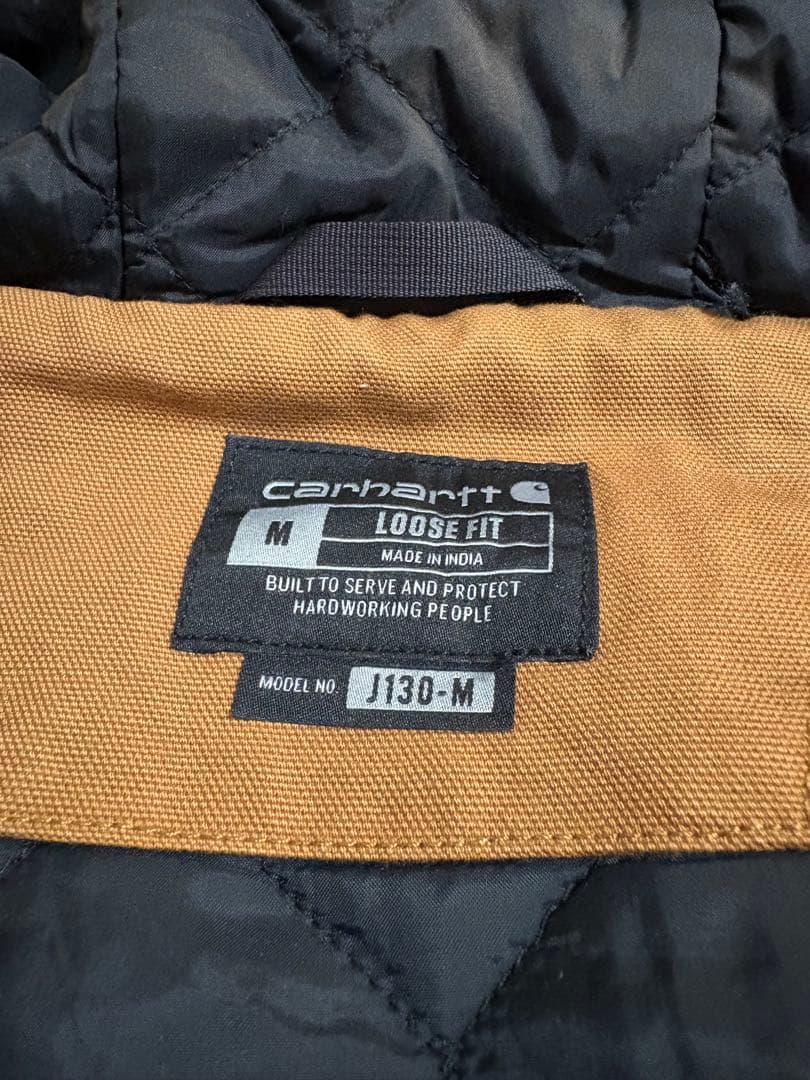 carhartt
M LOOSE FIT
MADE IN INDIA
BUILT TO SERVE AND PROTECT
HARDWORKING PEOPLE
MODEL NO. J130-M